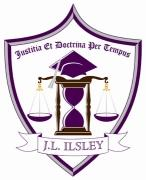 Justitia Et Doctrina Per Tempus
J.L. ILSLEY